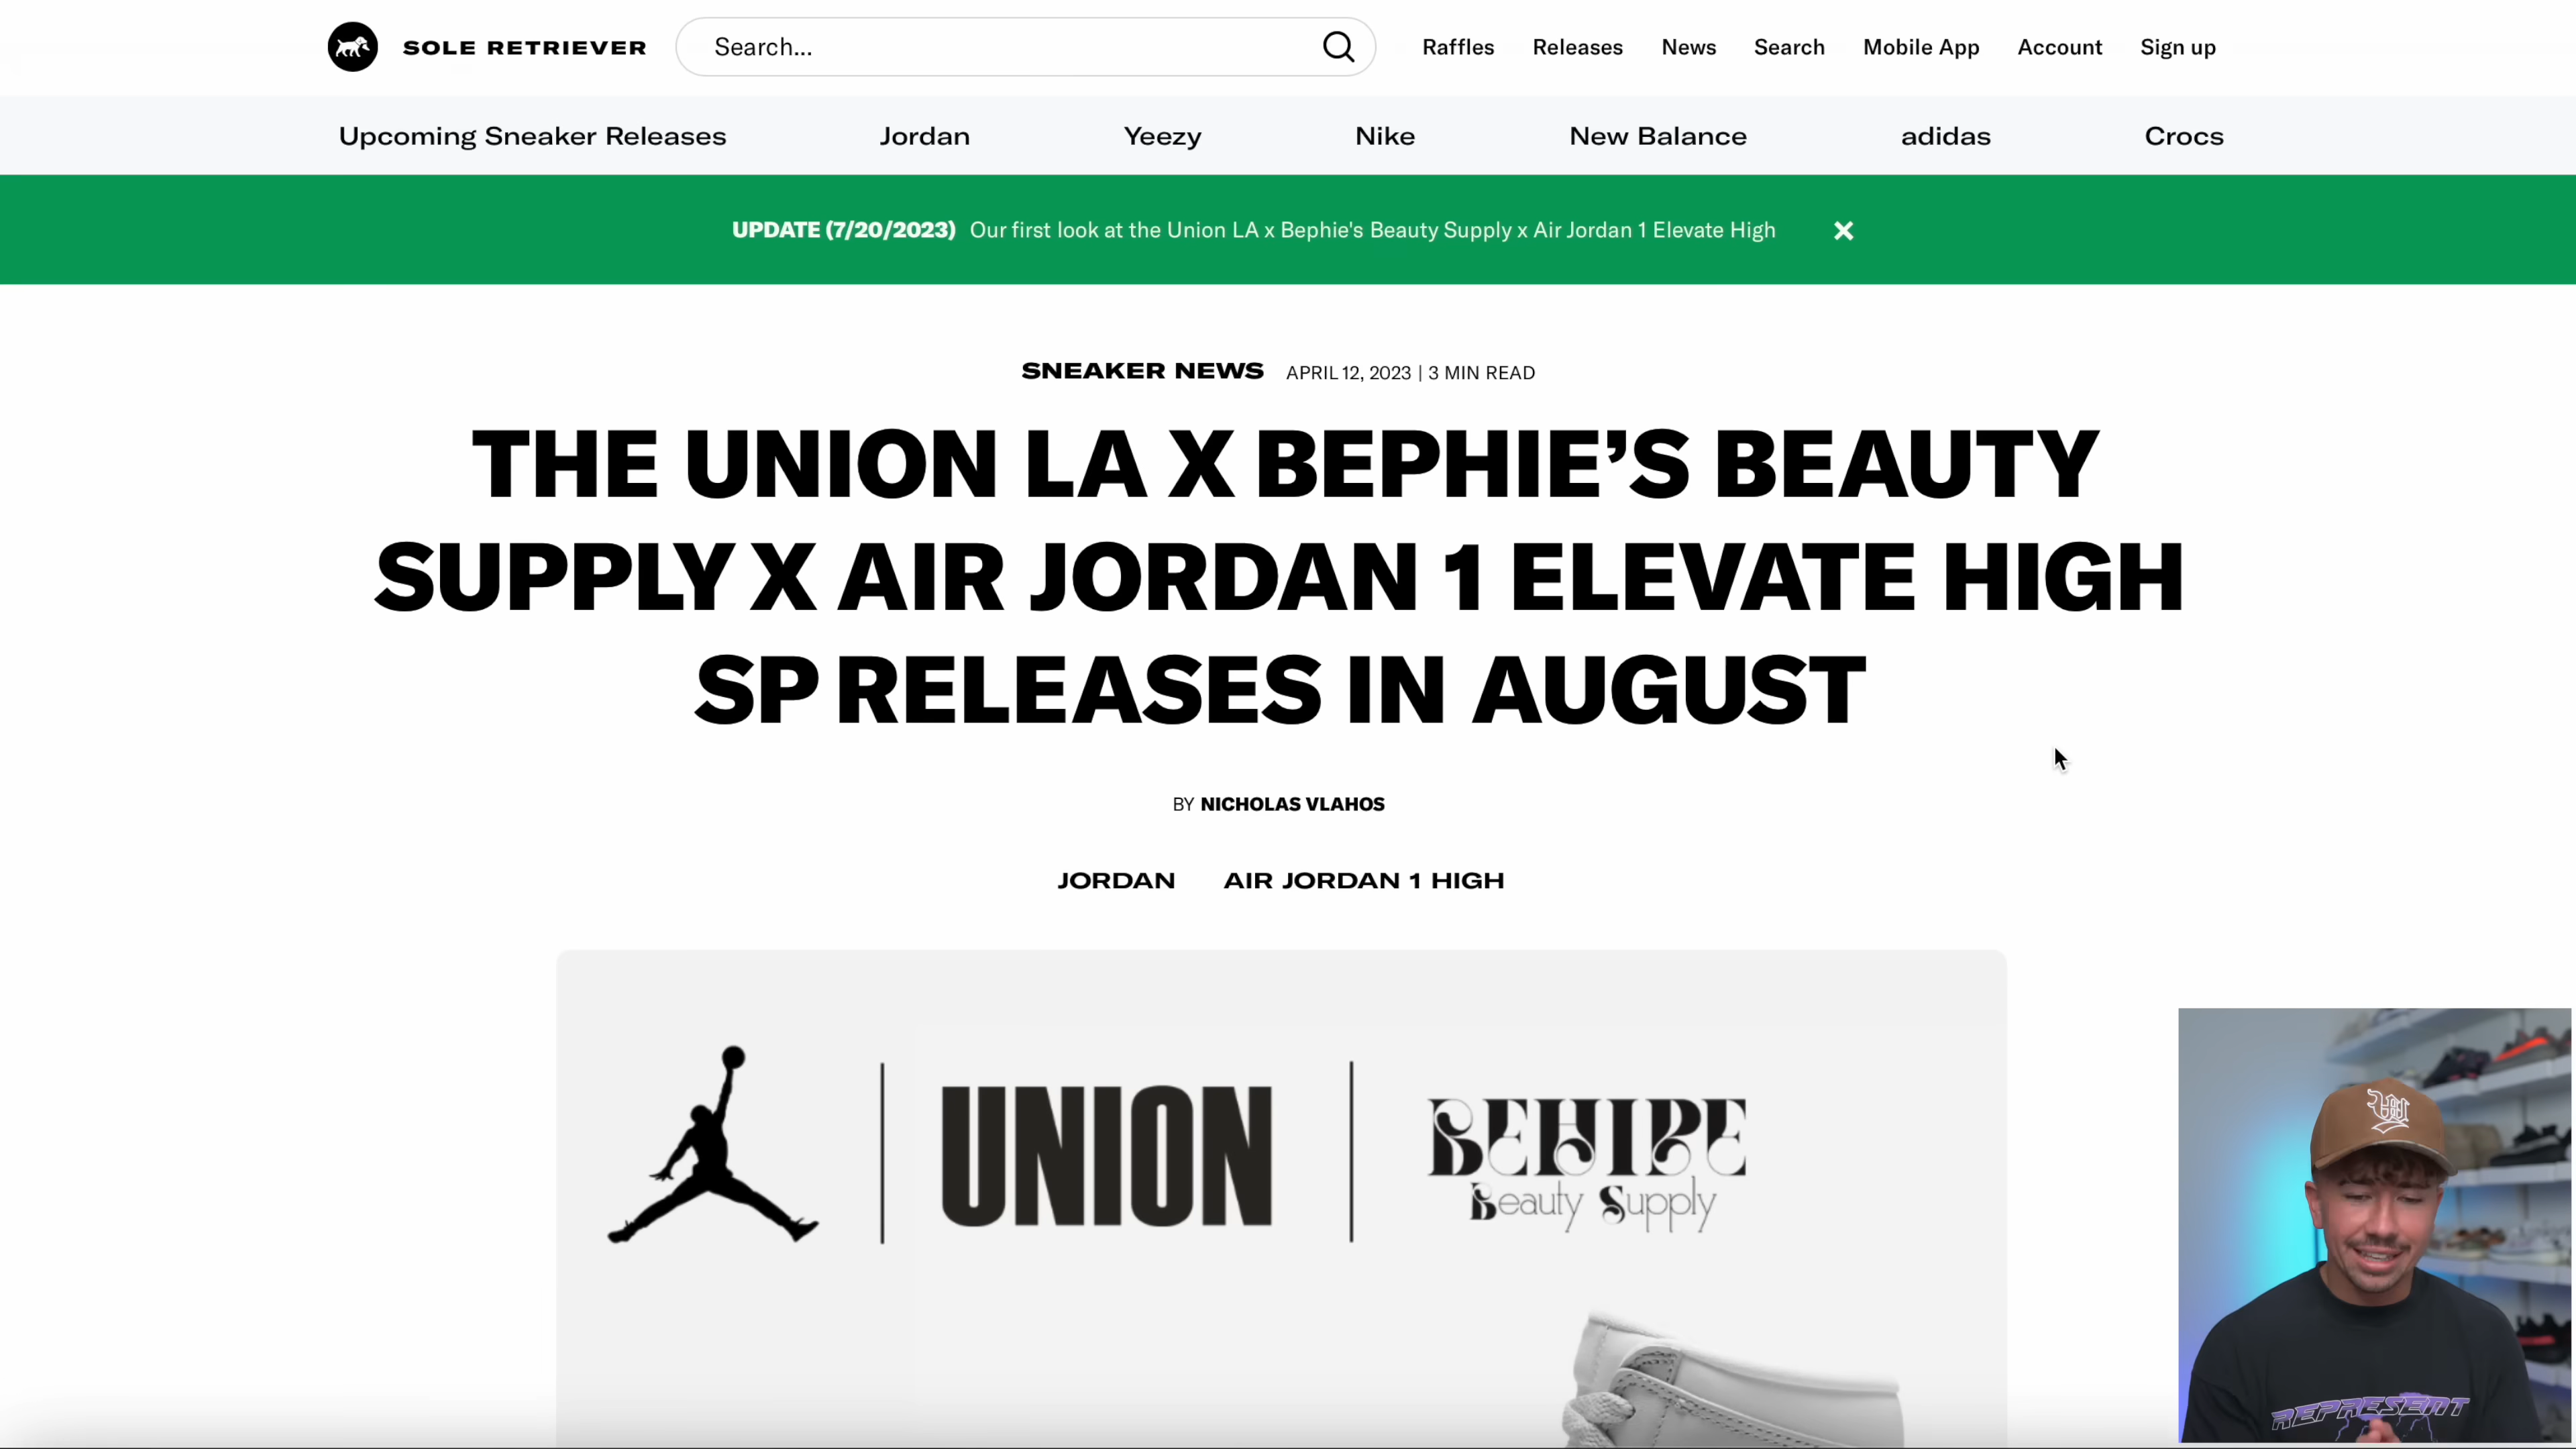 SOLE RETRIEVER
Search...
Raffles
Releases
News
Search
Mobile App
Account
Sign up
Upcoming Sneaker Releases
Jordan
Yeezy
Nike
New Balance
adidas
Crocs
UPDATE (7/20/2023) Our first look at the Union LA x Bephie's Beauty Supply x Air Jordan 1 Elevate High
SNEAKER NEWS APRIL 12, 2023 | 3 MIN READ
THE UNION LA X BEPHIE’S BEAUTY
SUPPLY X AIR JORDAN 1 ELEVATE HIGH
SP RELEASES IN AUGUST
BY NICHOLAS VLAHOS
JORDAN
AIR JORDAN 1 HIGH
UNION
BEHIPE
Beauty Supply
REPRESENT